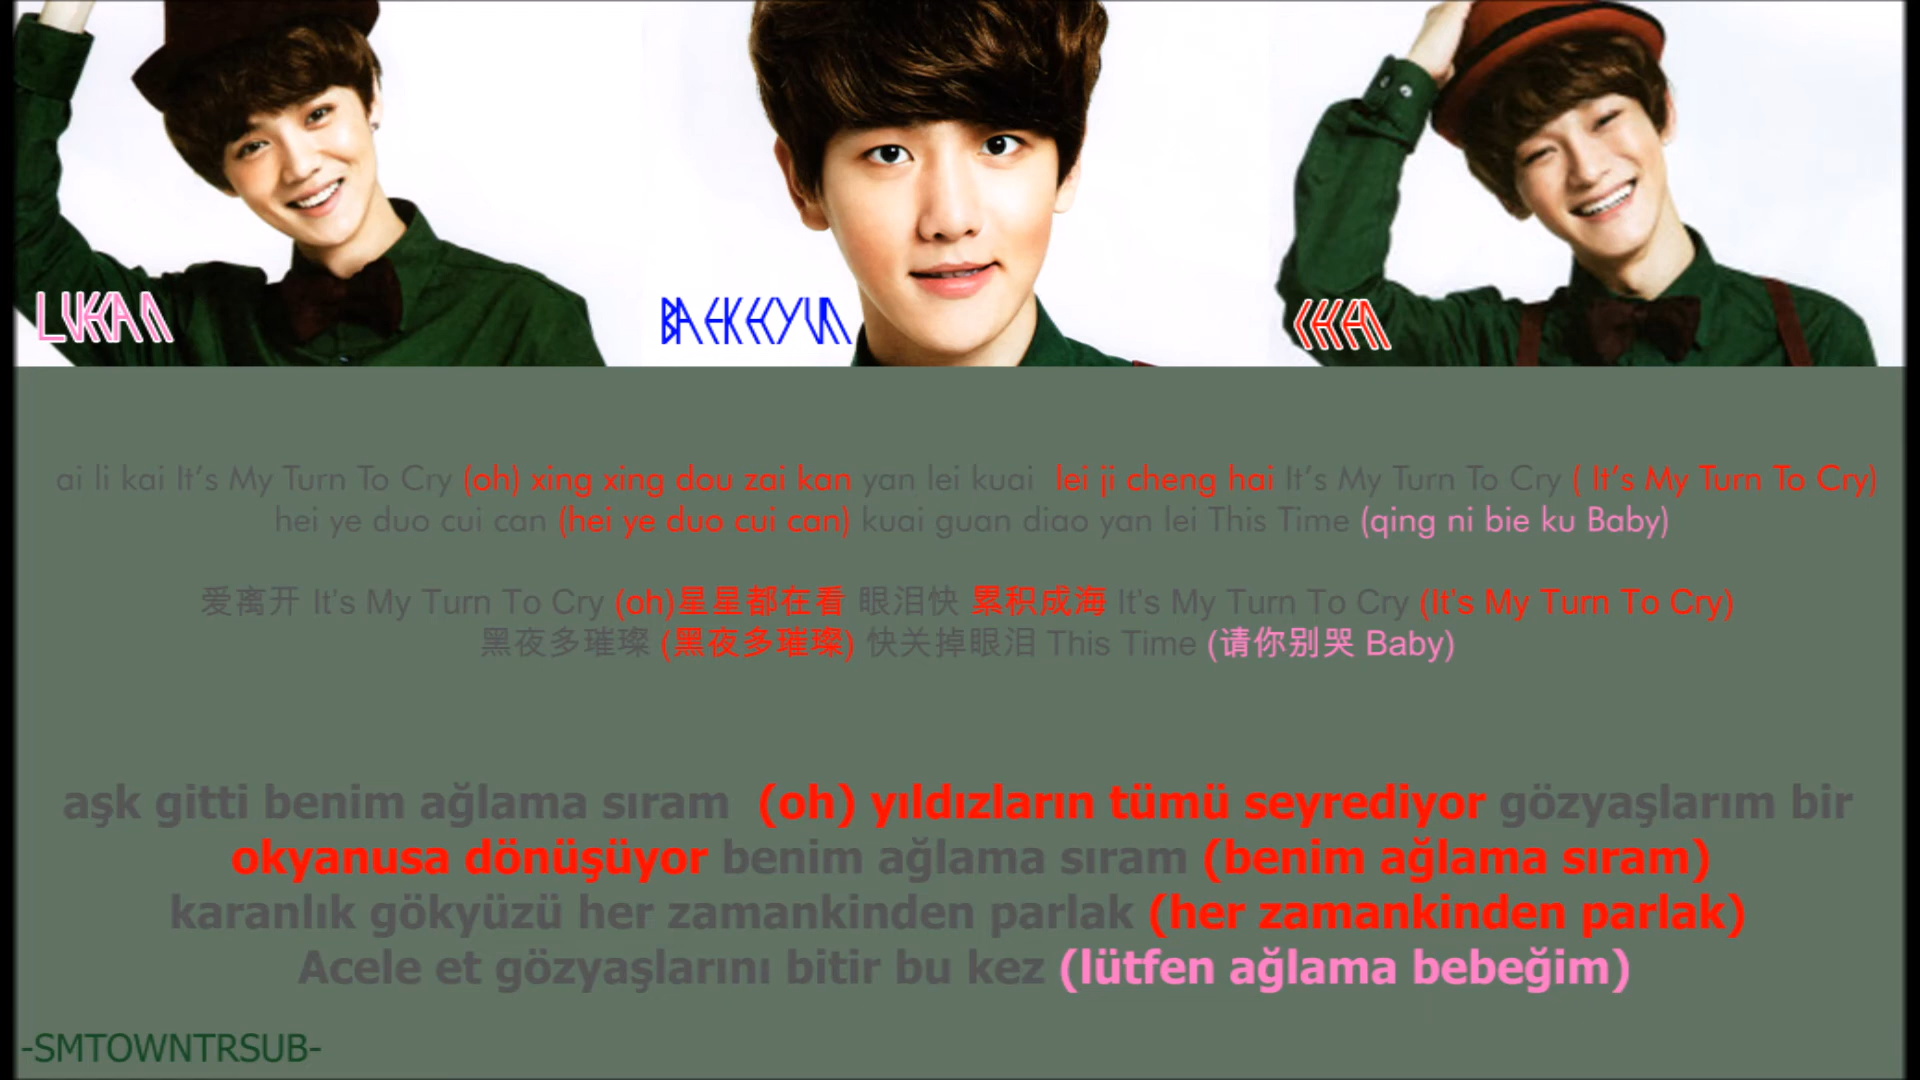 LUHAN
BAEKHYUN
CHEN
ai li kai It's My Turn To Cry (oh) xing xing dou zai kan yan lei kuai lei ji cheng hai It's My Turn To Cry ( It's My Turn To Cry)
hei ye duo cui can (hei ye duo cui can) kuai guan diao yan lei This Time (qing ni bie ku Baby)
爱离开 It's My Turn To Cry (oh)星星都在看 眼泪快 累积成海 It's My Turn To Cry (It's My Turn To Cry)
黑夜多璀璨 (黑夜多璀璨) 快关掉眼泪 This Time (请你别哭 Baby)
aşk gitti benim ağlama sıram (oh) yıldızların tümü seyrediyor gözyaşlarım bir
okyanusa dönüşüyor benim ağlama sıram (benim ağlama sıram)
karanlık gökyüzü her zamankinden parlak (her zamankinden parlak)
Acele et gözyaşlarını bitir bu kez (lütfen ağlama bebeğim)
-SMTOWNTRSUB-